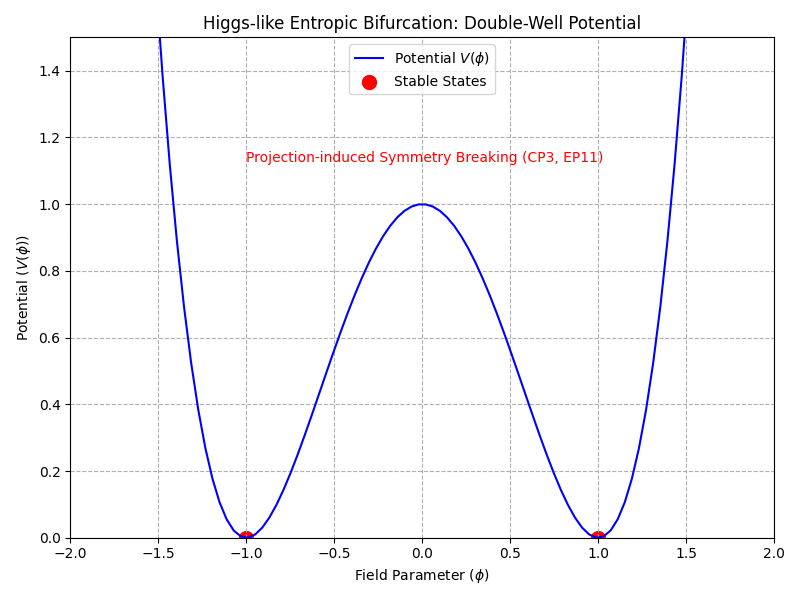 Higgs-like Entropic Bifurcation: Double-Well Potential
Potential V(ϕ)
Stable States
Projection-induced Symmetry Breaking (CP3, EP11)
Potential (V(ϕ))
1.4
1.2
1.0
0.8
0.6
0.4
0.2
0.0
−2.0 −1.5 −1.0 −0.5 0.0 0.5 1.0 1.5 2.0
Field Parameter (ϕ)